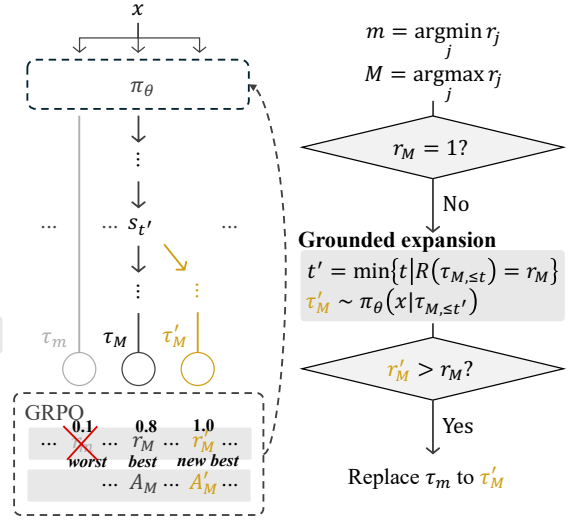 x
π_θ
⋮
... ... s_{t'} ...
⋮ ⋮
τ_m τ_M τ'_M
GRPO
0.1 0.8 1.0
... ... r_M ... r'_M ...
worst best new best
... A_M ... A'_M ...
m = argmin_j r_j
M = argmax_j r_j
r_M = 1?
No
Grounded expansion
t' = min{t|R(τ_{M,≤t}) = r_M}
τ'_M ~ π_θ(x|τ_{M,≤t'})
r'_M > r_M?
Yes
Replace τ_m to τ'_M